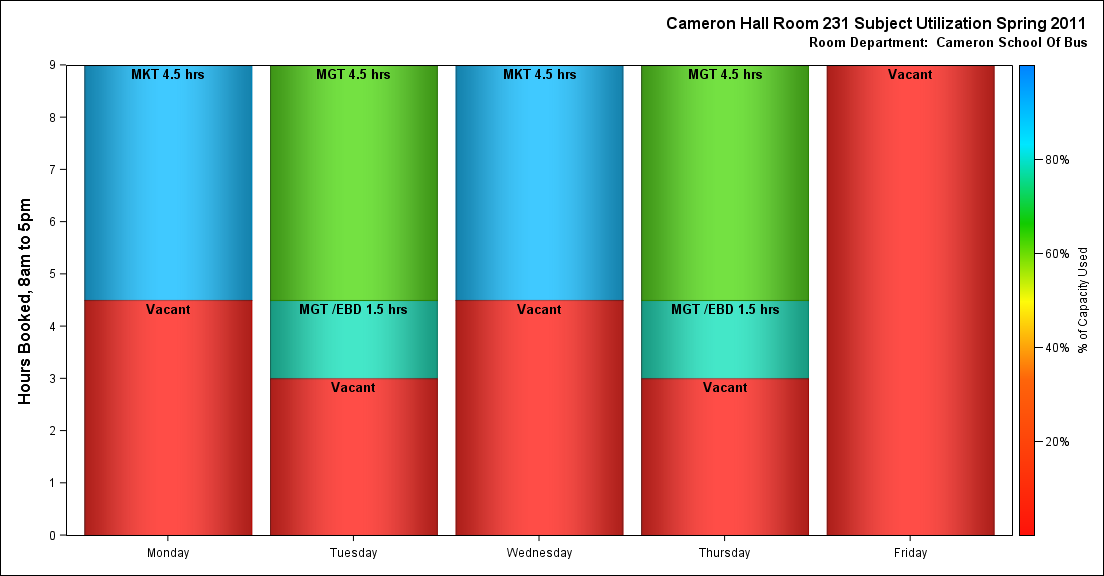 Cameron Hall Room 231 Subject Utilization Spring 2011
Room Department: Cameron School Of Bus
Hours Booked, 8am to 5pm
9
8
7
6
5
4
3
2
1
0
MKT 4.5 hrs
Vacant
MGT 4.5 hrs
MGT /EBD 1.5 hrs
Vacant
MKT 4.5 hrs
Vacant
MGT 4.5 hrs
MGT /EBD 1.5 hrs
Vacant
Vacant
Monday
Tuesday
Wednesday
Thursday
Friday
80%
60%
40%
20%
% of Capacity Used